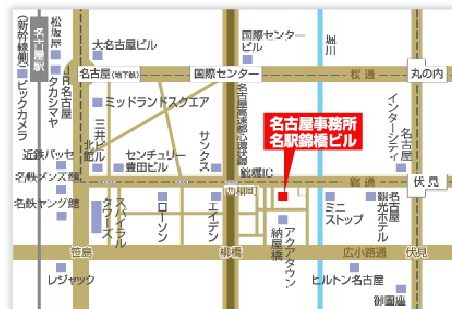 名古屋駅
(新幹線側)ビックカメラ
松坂屋
JR名古屋
タカシマヤ
大名古屋ビル
国際センター
ビル
堀川
名古屋(地下鉄)
国際センター
桜通
丸の内
ミッドランドスクエア
名古屋高速都心環状線
名古屋事務所
名駅錦橋ビル
名古屋
インターシティ
三井
北館
近鉄パッセ
センチュリー
豊田ビル
サンクス
名鉄メンズ館
錦橋IC
錦通
伏見
名鉄ヤング館
スパイラル
タワーズ
ローソン
エイデン
アクアタウン
納屋橋
ミニ
ストップ
名古屋
観光ホテル
笹島
柳橋
広小路通
伏見
レジャック
ヒルトン名古屋
御園座